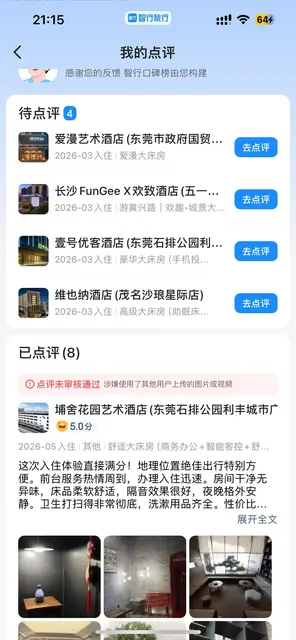 21:15
智行旅行
64
我的点评
感谢您的反馈 智行口碑榜由您构建
待点评 4
爱漫艺术酒店 (东莞市政府国贸...
2026-03入住 | 爱漫大床房
去点评
长沙 FunGee X 欢致酒店 (五一...
2026-03入住 | 游黄兴路 | 欢趣·城景大...
去点评
壹号优客酒店 (东莞石排公园利...
2026-03入住 | 豪华大床房 (手机投...
去点评
维也纳酒店 (茂名沙琅星际店)
2026-03入住 | 高级大床房 (助眠床...
去点评
已点评 (8)
点评未审核通过 涉嫌使用了其他用户上传的图片或视频
埔舍花园艺术酒店 (东莞石排公园利丰城市广
5.0分
2026-05入住 | 其他 | 舒适大床房 (商务办公+智能客控+舒...
这次入住体验直接满分！地理位置绝佳出行特别方
便。前台服务热情周到，办理入住迅速。房间干净无
异味，床品柔软舒适，隔音效果很好，夜晚格外安
静。卫生打扫得非常彻底，洗漱用品齐全。性价比...
展开全文